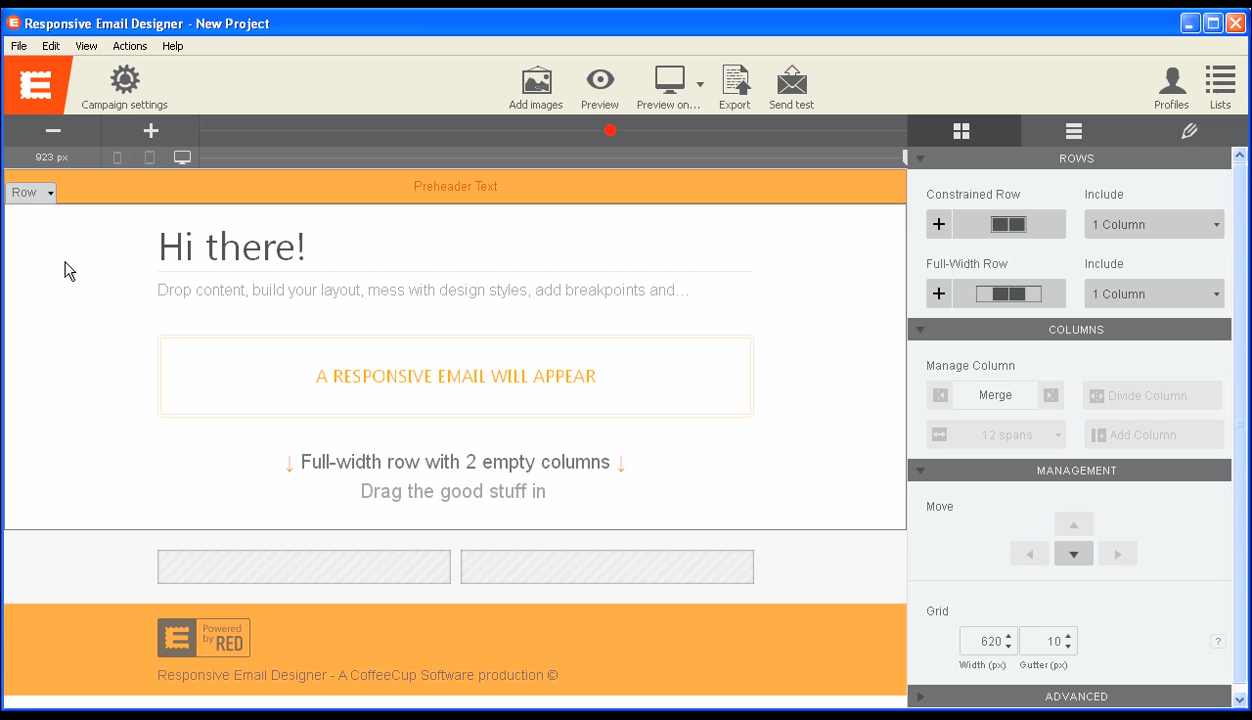 Responsive Email Designer - New Project
File Edit View Actions Help
Campaign settings Add images Preview Preview on... Export Send test Profiles Lists
923 px
ROWS
Row
Preheader Text
Constrained Row Include
1 Column
Hi there!
Full-Width Row Include
Drop content, build your layout, mess with design styles, add breakpoints and...
1 Column
COLUMNS
Manage Column
A RESPONSIVE EMAIL WILL APPEAR
Merge Divide Column
12 spans Add Column
↓ Full-width row with 2 empty columns ↓
MANAGEMENT
Drag the good stuff in
Move
Grid
Powered
by RED
620 10 ?
Width (px) Gutter (px)
Responsive Email Designer - A CoffeeCup Software production ©
ADVANCED